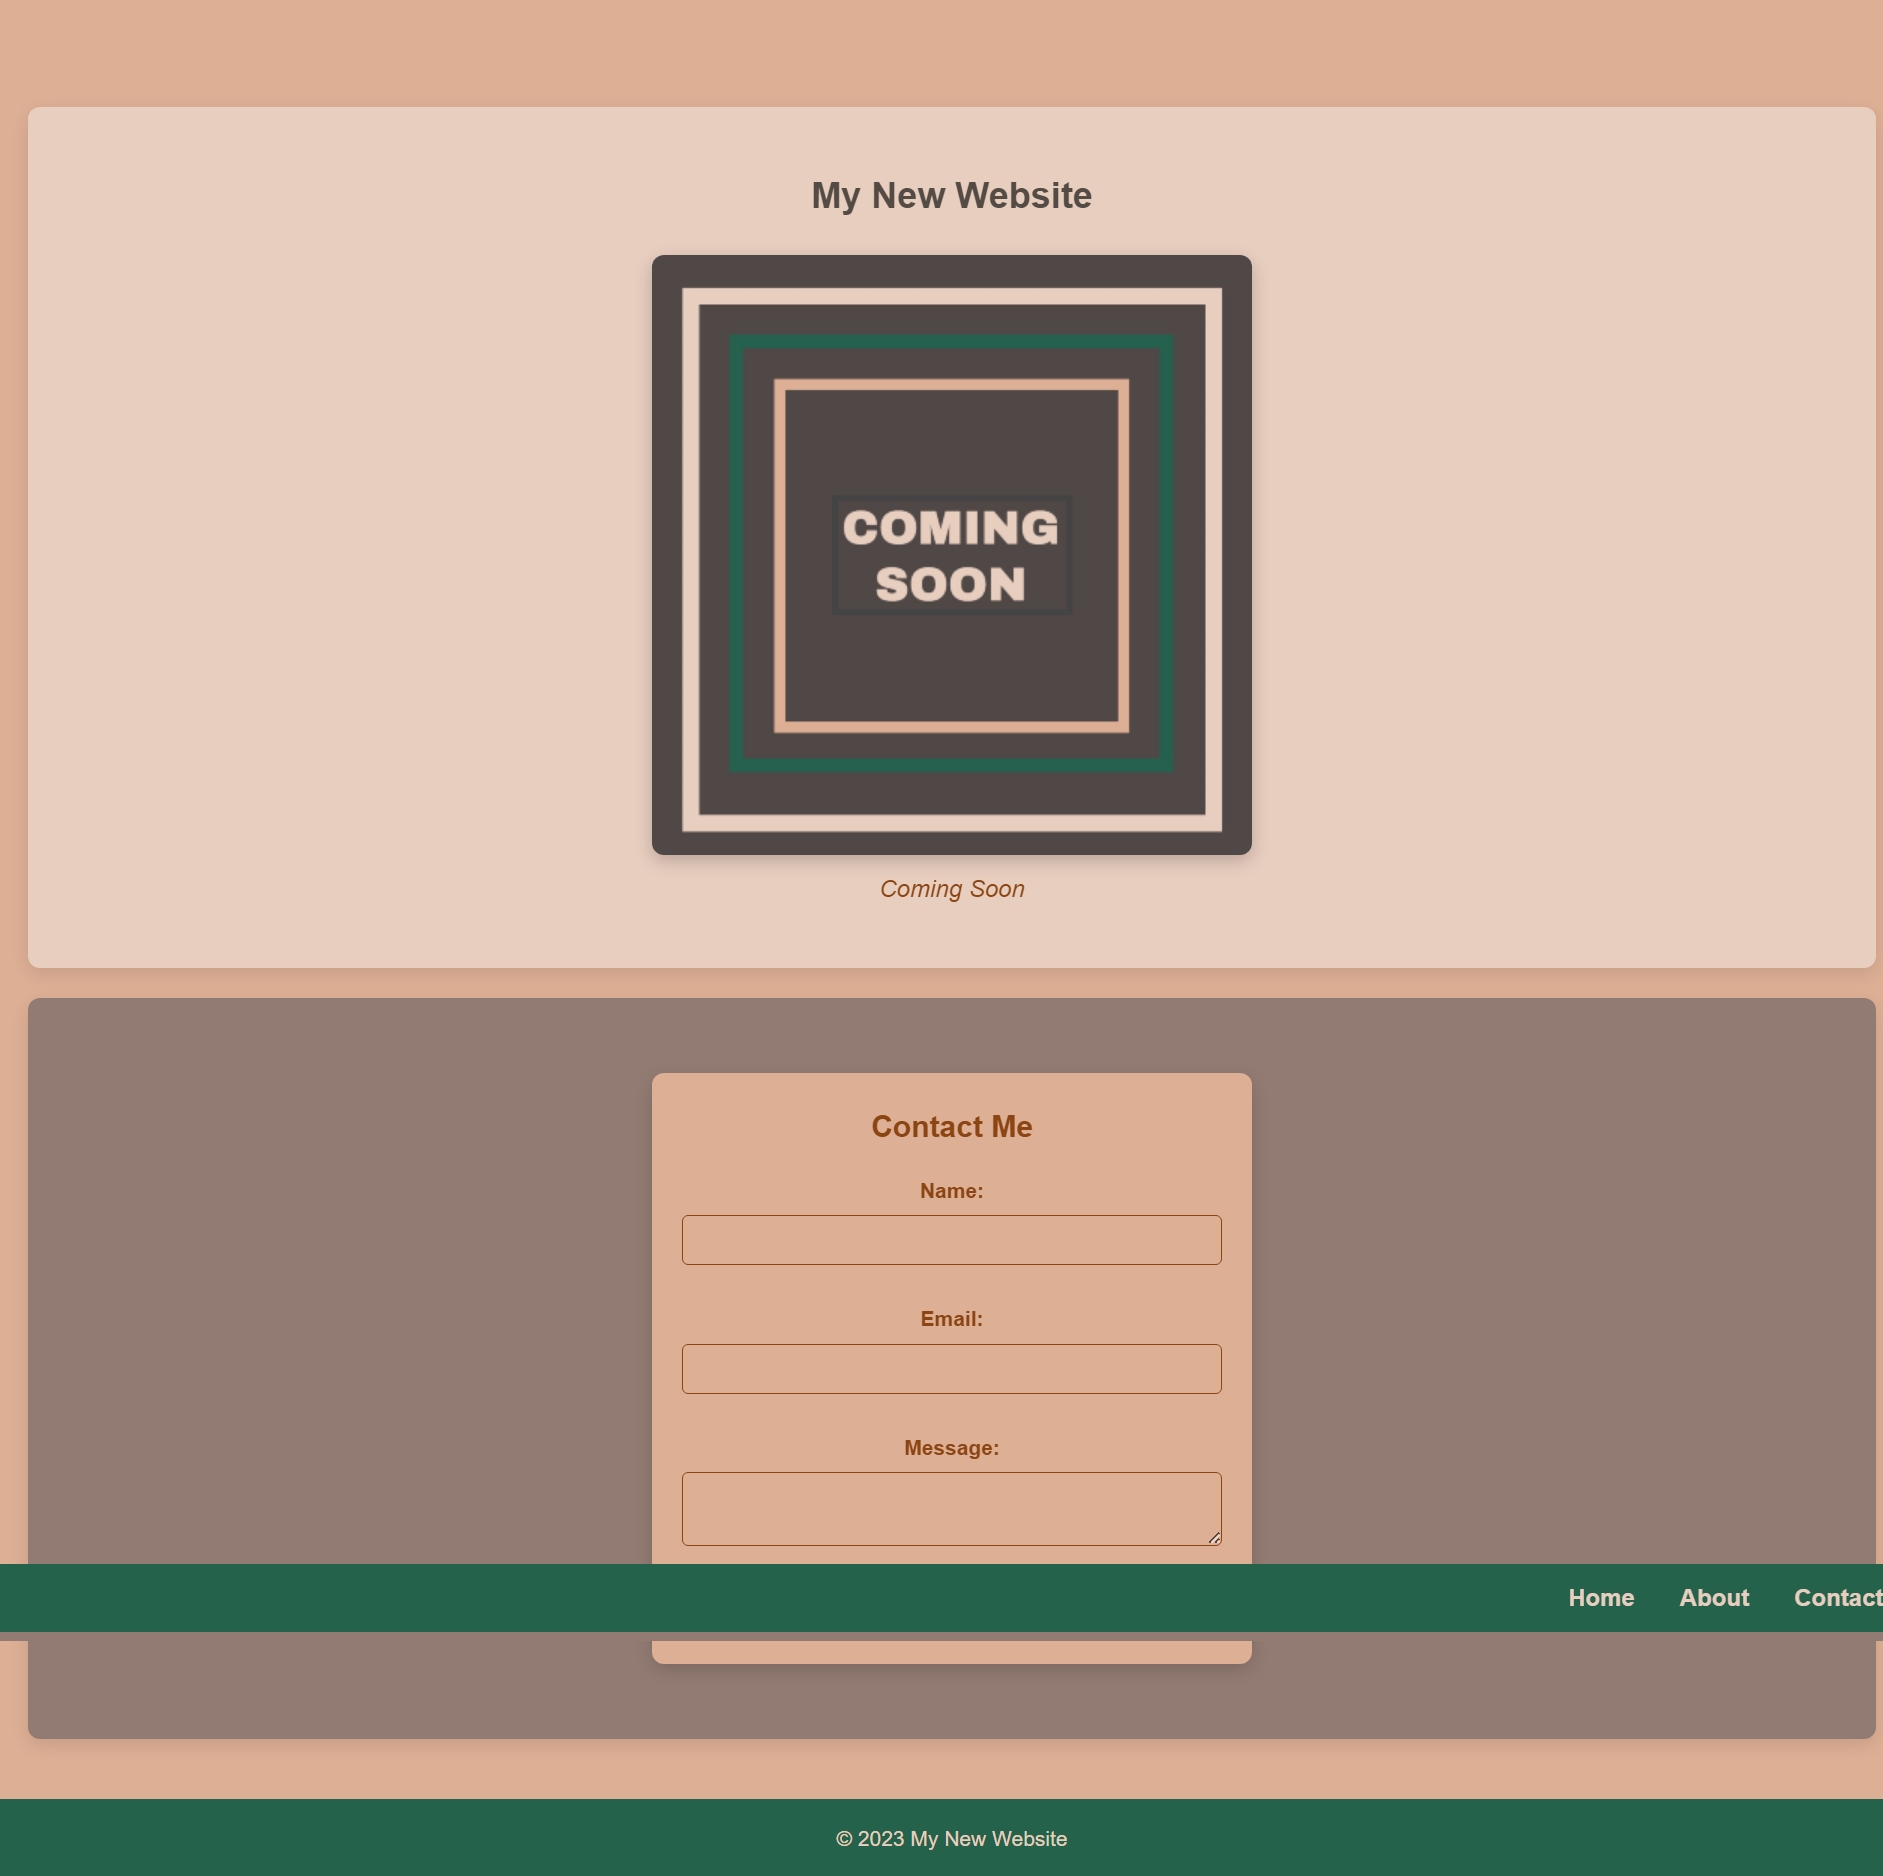 My New Website
COMING
SOON
Coming Soon
Contact Me
Name:
Email:
Message:
Home About Contact
© 2023 My New Website